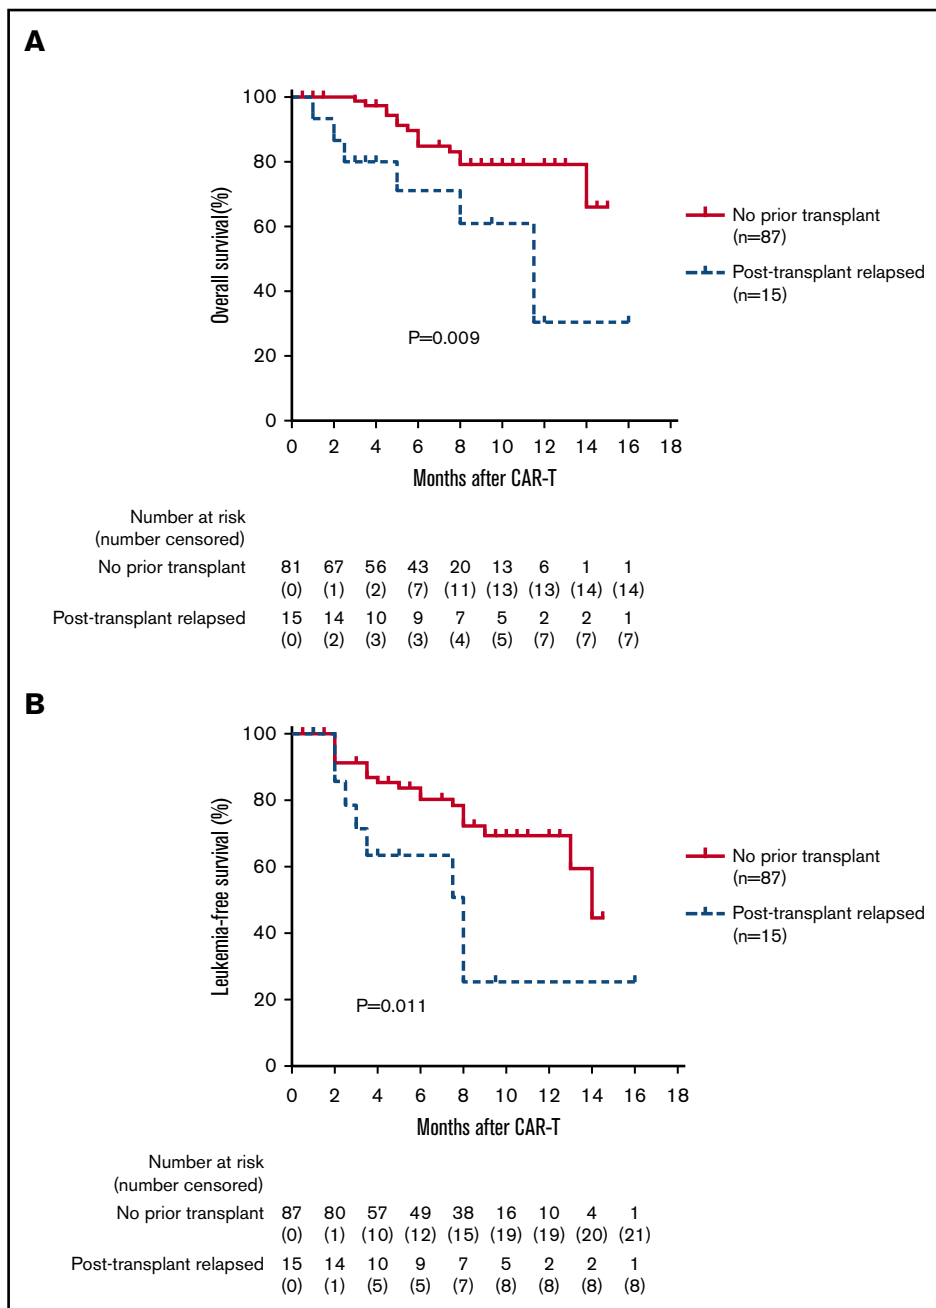 A
100
80
60
40
20
0
Overall survival(%)
P=0.009
No prior transplant
(n=87)
Post-transplant relapsed
(n=15)
0 2 4 6 8 10 12 14 16 18
Months after CAR-T
Number at risk
(number censored)
No prior transplant 81 67 56 43 20 13 6 1 1
(0) (1) (2) (7) (11) (13) (13) (14) (14)
Post-transplant relapsed 15 14 10 9 7 5 2 2 1
(0) (2) (3) (3) (4) (5) (7) (7) (7)
B
100
80
60
40
20
0
Leukemia-free survival (%)
P=0.011
No prior transplant
(n=87)
Post-transplant relapsed
(n=15)
0 2 4 6 8 10 12 14 16 18
Months after CAR-T
Number at risk
(number censored)
No prior transplant 87 80 57 49 38 16 10 4 1
(0) (1) (10) (12) (15) (19) (19) (20) (21)
Post-transplant relapsed 15 14 10 9 7 5 2 2 1
(0) (1) (5) (5) (7) (8) (8) (8) (8)